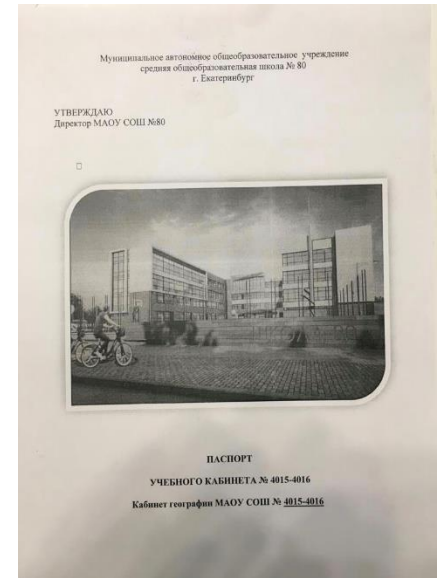 Муниципальное автономное общеобразовательное учреждение
средняя общеобразовательная школа № 80
г. Екатеринбург
УТВЕРЖДАЮ
Директор МАОУ СОШ №80
ПАСПОРТ
УЧЕБНОГО КАБИНЕТА № 4015-4016
Кабинет географии МАОУ СОШ № 4015-4016